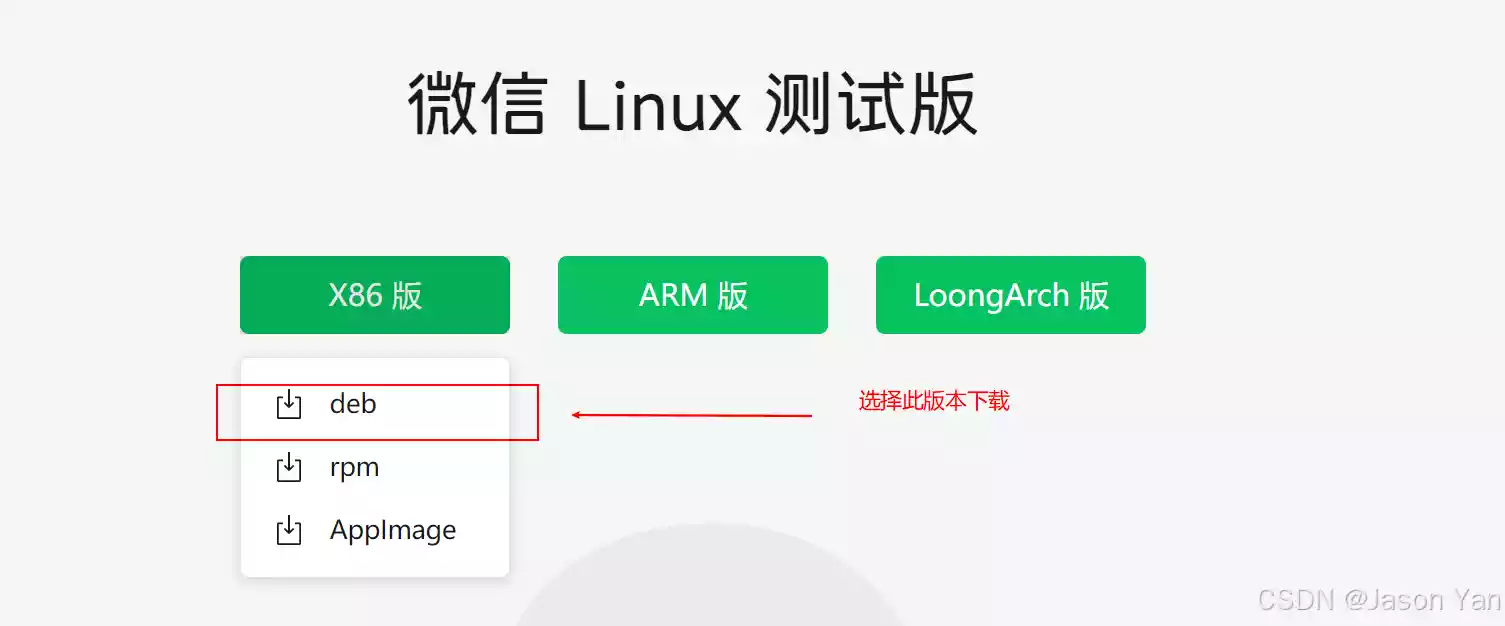 微信 Linux 测试版
X86 版
ARM 版
LoongArch 版
deb
选择此版本下载
rpm
AppImage
CSDN @Jason Yan